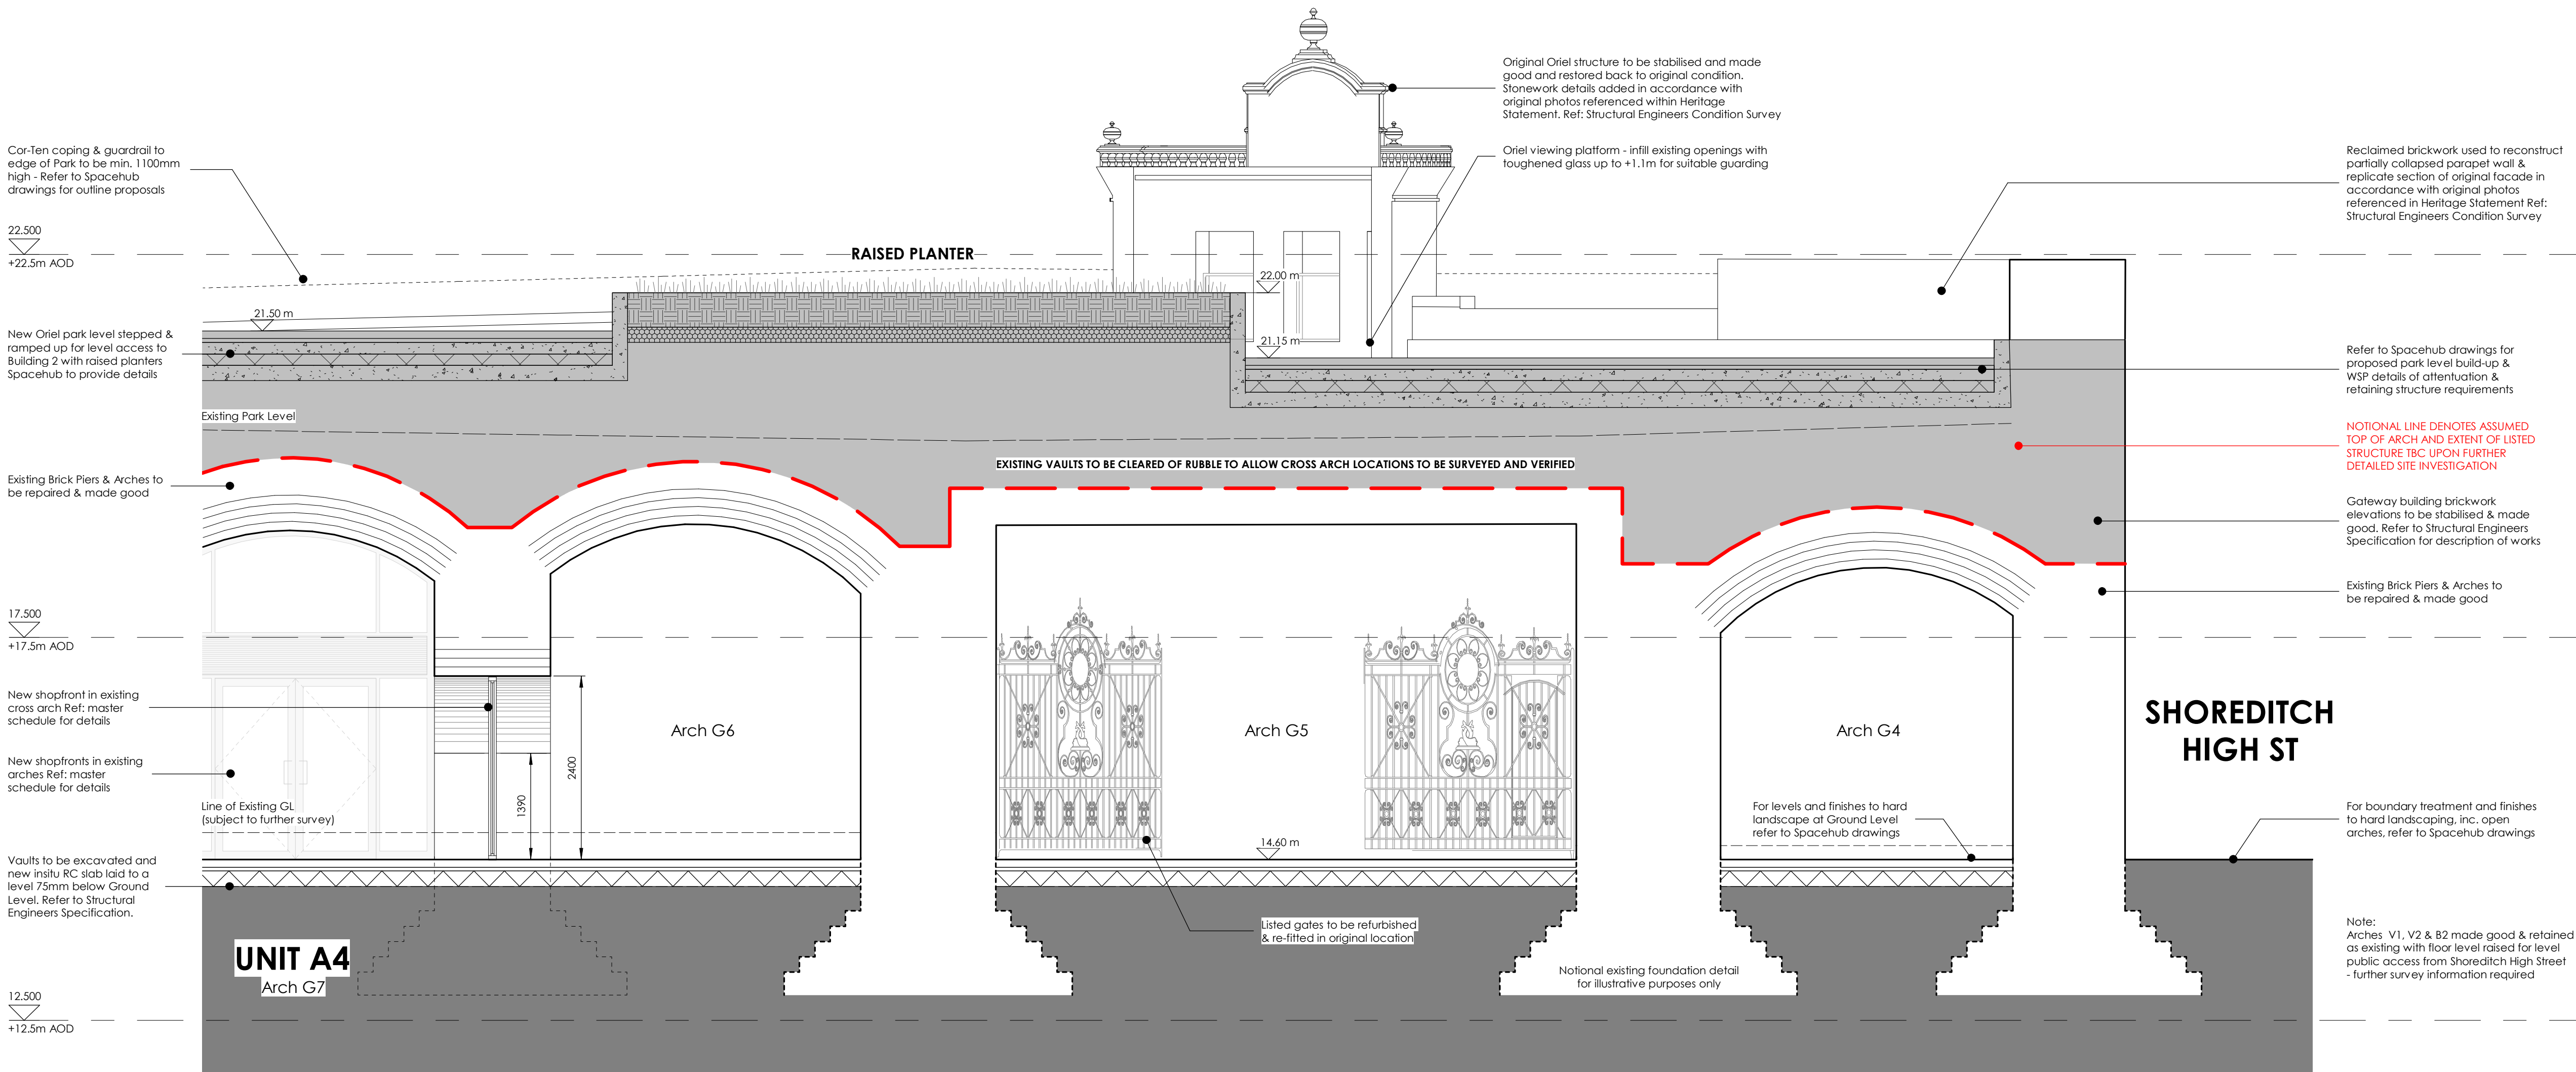 Original Oriel structure to be stabilised and made
good and restored back to original condition.
Stonework details added in accordance with
original photos referenced within Heritage
Statement. Ref: Structural Engineers Condition Survey
Oriel viewing platform - infill existing openings with
toughened glass up to +1.1m for suitable guarding
Cor-Ten coping & guardrail to
edge of Park to be min. 1100mm
high - Refer to Spacehub
drawings for outline proposals
22.500
+22.5m AOD
New Oriel park level stepped &
ramped up for level access to
Building 2 with raised planters
Spacehub to provide details
Existing Brick Piers & Arches to
be repaired & made good
17.500
+17.5m AOD
New shopfront in existing
cross arch Ref: master
schedule for details
New shopfronts in existing
arches Ref: master
schedule for details
Vaults to be excavated and
new insitu RC slab laid to a
level 75mm below Ground
Level. Refer to Structural
Engineers Specification.
12.500
+12.5m AOD
RAISED PLANTER
21.50 m
22.00 m
21.15 m
Existing Park Level
EXISTING VAULTS TO BE CLEARED OF RUBBLE TO ALLOW CROSS ARCH LOCATIONS TO BE SURVEYED AND VERIFIED
Arch G6
Arch G5
Arch G4
2400
1390
Line of Existing GL
(subject to further survey)
14.60 m
For levels and finishes to hard
landscape at Ground Level
refer to Spacehub drawings
UNIT A4
Arch G7
Listed gates to be refurbished
& re-fitted in original location
Notional existing foundation detail
for illustrative purposes only
SHOREDITCH
HIGH ST
Reclaimed brickwork used to reconstruct
partially collapsed parapet wall &
replicate section of original facade in
accordance with original photos
referenced in Heritage Statement Ref:
Structural Engineers Condition Survey
Refer to Spacehub drawings for
proposed park level build-up &
WSP details of attentuation &
retaining structure requirements
NOTIONAL LINE DENOTES ASSUMED
TOP OF ARCH AND EXTENT OF LISTED
STRUCTURE TBC UPON FURTHER
DETAILED SITE INVESTIGATION
Gateway building brickwork
elevations to be stabilised & made
good. Refer to Structural Engineers
Specification for description of works
Existing Brick Piers & Arches to
be repaired & made good
For boundary treatment and finishes
to hard landscaping, inc. open
arches, refer to Spacehub drawings
Note:
Arches V1, V2 & B2 made good & retained
as existing with floor level raised for level
public access from Shoreditch High Street
- further survey information required